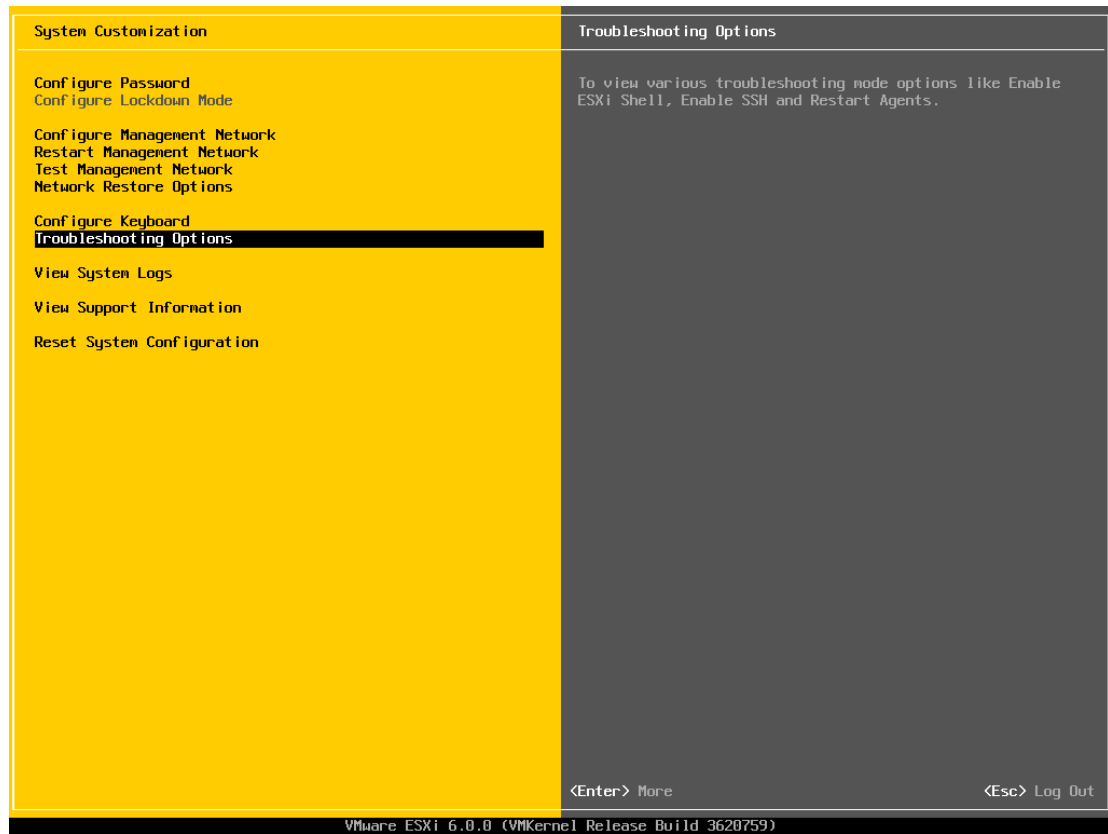 System Customization
Configure Password
Configure Lockdown Mode
Configure Management Network
Restart Management Network
Test Management Network
Network Restore Options
Configure Keyboard
Troubleshooting Options
View System Logs
View Support Information
Reset System Configuration
Troubleshooting Options
To view various troubleshooting mode options like Enable
ESXi Shell, Enable SSH and Restart Agents.
<Enter> More
<Esc> Log Out
VMware ESXi 6.0.0 (VMKernel Release Build 3620759)